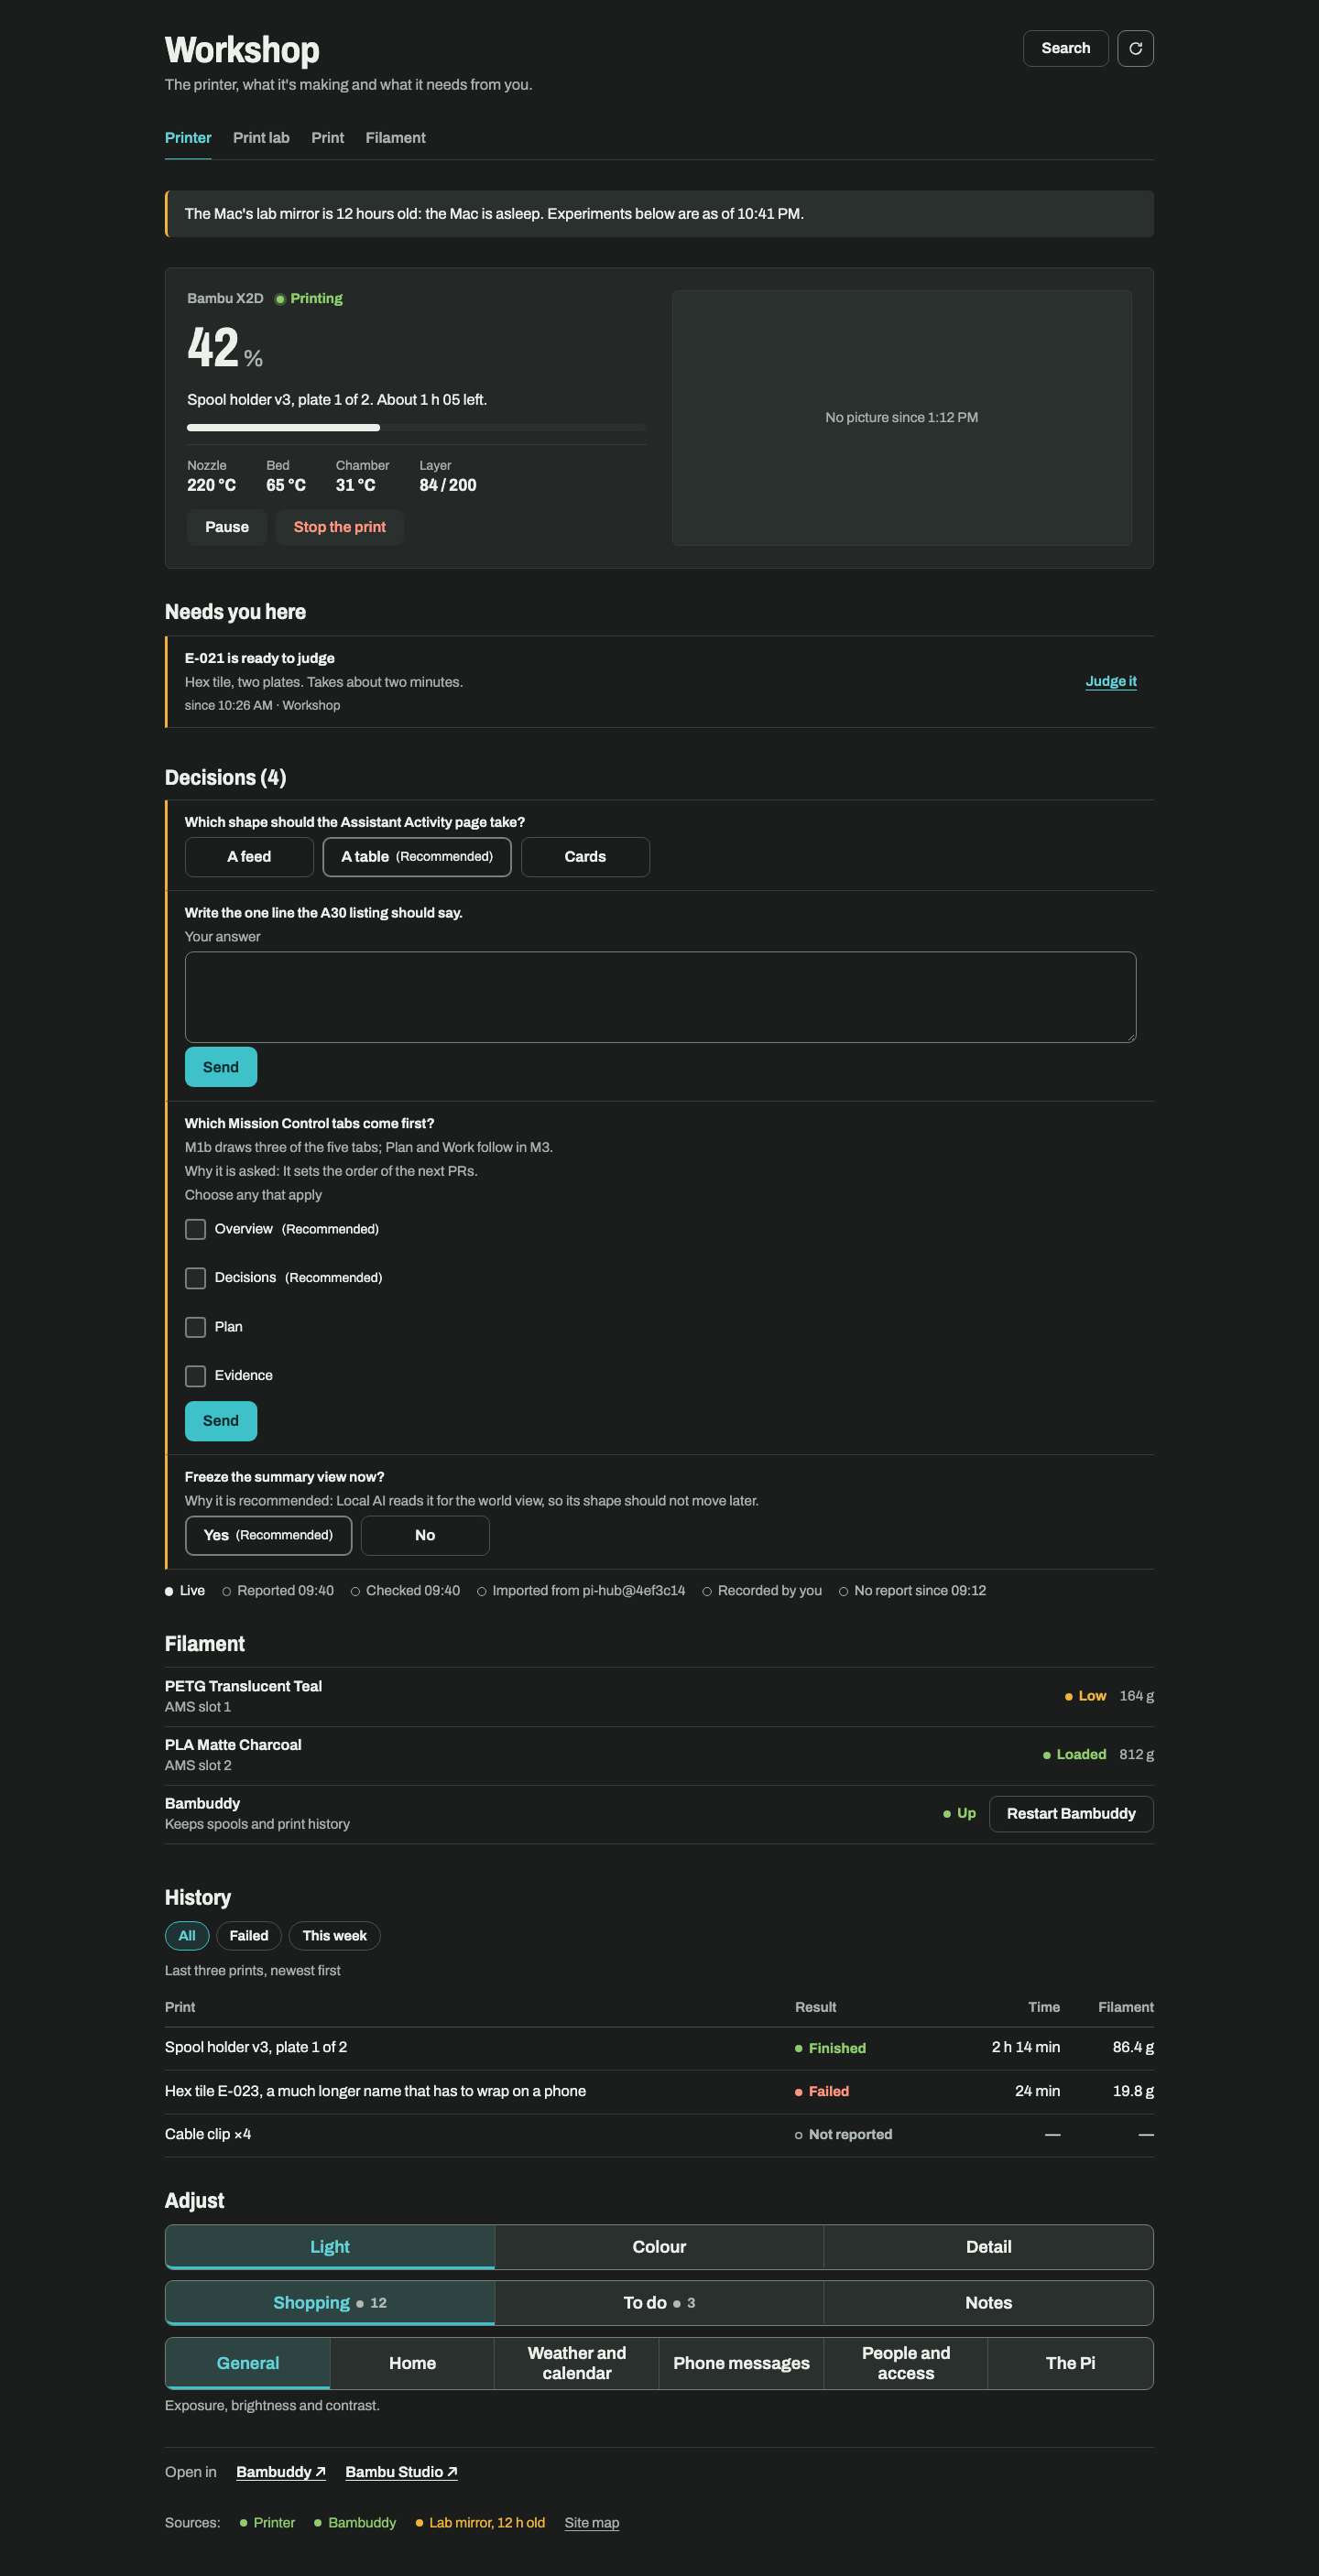 Workshop
Search
The printer, what it's making and what it needs from you.
Printer
Print lab
Print
Filament
The Mac's lab mirror is 12 hours old: the Mac is asleep. Experiments below are as of 10:41 PM.
Bambu X2D
Printing
42 %
Spool holder v3, plate 1 of 2. About 1 h 05 left.
Nozzle
Bed
Chamber
Layer
220 °C
65 °C
31 °C
84 / 200
Pause
Stop the print
No picture since 1:12 PM
Needs you here
E-021 is ready to judge
Hex tile, two plates. Takes about two minutes.
since 10:26 AM · Workshop
Judge it
Decisions (4)
Which shape should the Assistant Activity page take?
A feed
A table (Recommended)
Cards
Write the one line the A30 listing should say.
Your answer
Send
Which Mission Control tabs come first?
M1b draws three of the five tabs; Plan and Work follow in M3.
Why it is asked: It sets the order of the next PRs.
Choose any that apply
Overview (Recommended)
Decisions (Recommended)
Plan
Evidence
Send
Freeze the summary view now?
Why it is recommended: Local AI reads it for the world view, so its shape should not move later.
Yes (Recommended)
No
Live
Reported 09:40
Checked 09:40
Imported from pi-hub@4ef3c14
Recorded by you
No report since 09:12
Filament
PETG Translucent Teal
AMS slot 1
Low
164 g
PLA Matte Charcoal
AMS slot 2
Loaded
812 g
Bambuddy
Keeps spools and print history
Up
Restart Bambuddy
History
All
Failed
This week
Last three prints, newest first
Print
Result
Time
Filament
Spool holder v3, plate 1 of 2
Finished
2 h 14 min
86.4 g
Hex tile E-023, a much longer name that has to wrap on a phone
Failed
24 min
19.8 g
Cable clip ×4
Not reported
—
—
Adjust
Light
Colour
Detail
Shopping 12
To do 3
Notes
General
Home
Weather and
calendar
Phone messages
People and
access
The Pi
Exposure, brightness and contrast.
Open in
Bambuddy ↗
Bambu Studio ↗
Sources:
Printer
Bambuddy
Lab mirror, 12 h old
Site map